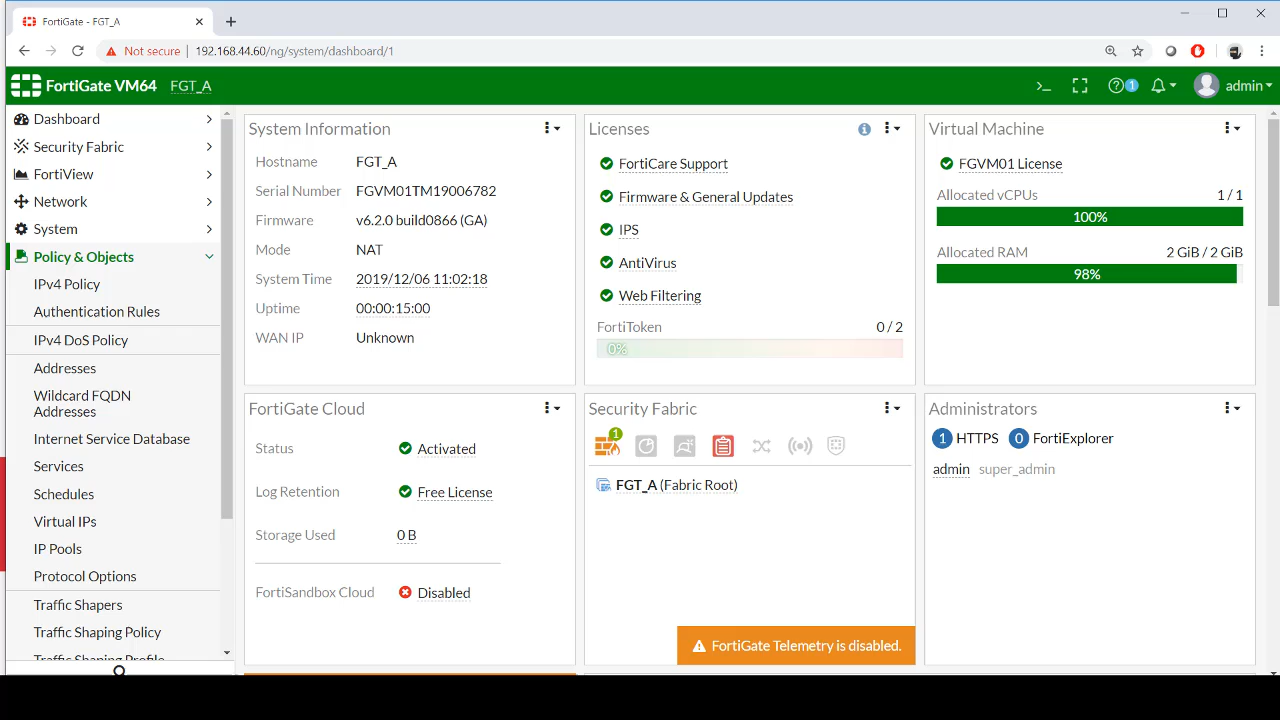 FortiGate - FGT_A
Not secure | 192.168.44.60/ng/system/dashboard/1
FortiGate VM64 FGT_A
1
admin
Dashboard
Security Fabric
FortiView
Network
System
Policy & Objects
IPv4 Policy
Authentication Rules
IPv4 DoS Policy
Addresses
Wildcard FQDN
Addresses
Internet Service Database
Services
Schedules
Virtual IPs
IP Pools
Protocol Options
Traffic Shapers
Traffic Shaping Policy
Traffic Shaping Profile
System Information
Hostname FGT_A
Serial Number FGVM01TM19006782
Firmware v6.2.0 build0866 (GA)
Mode NAT
System Time 2019/12/06 11:02:18
Uptime 00:00:15:00
WAN IP Unknown
Licenses
FortiCare Support
Firmware & General Updates
IPS
AntiVirus
Web Filtering
FortiToken 0 / 2
0%
Virtual Machine
FGVM01 License
Allocated vCPUs 1 / 1
100%
Allocated RAM 2 GiB / 2 GiB
98%
FortiGate Cloud
Status Activated
Log Retention Free License
Storage Used 0 B
FortiSandbox Cloud Disabled
Security Fabric
1
FGT_A (Fabric Root)
FortiGate Telemetry is disabled.
Administrators
1 HTTPS 0 FortiExplorer
admin super_admin